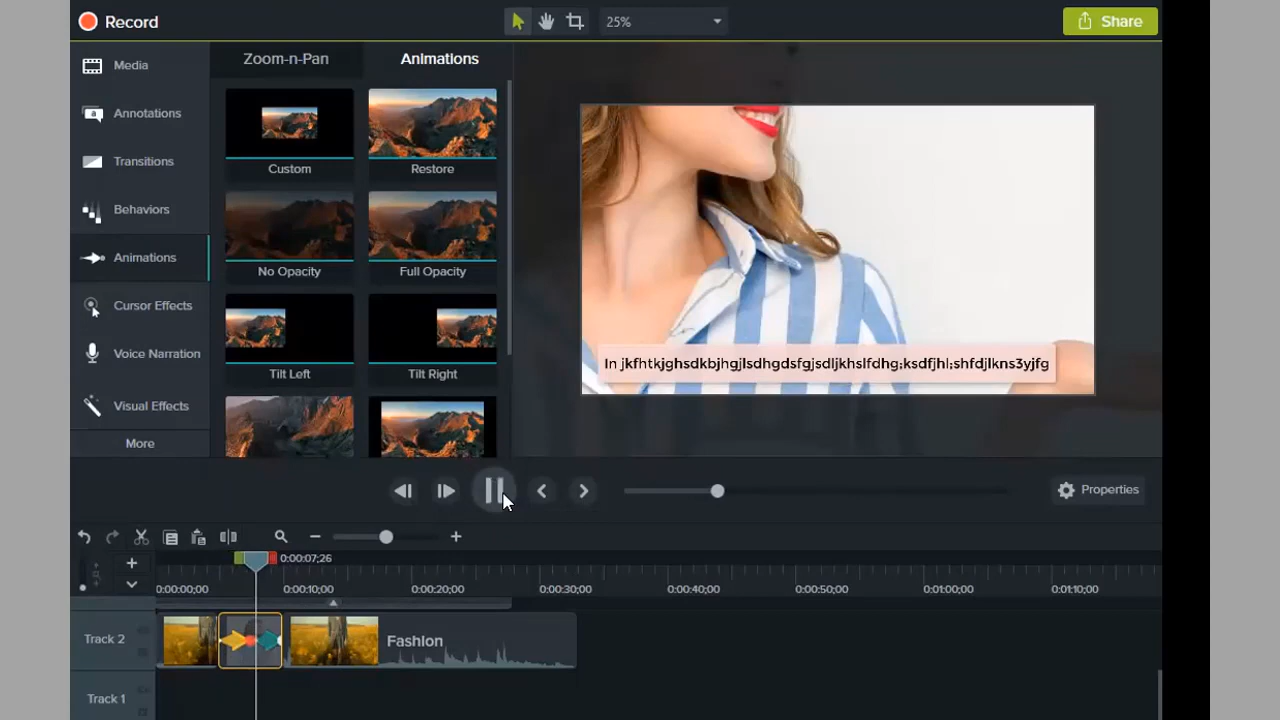 Record
25%
Share
Media
Annotations
Transitions
Behaviors
Animations
Cursor Effects
Voice Narration
Visual Effects
More
Zoom-n-Pan
Animations
Custom
Restore
No Opacity
Full Opacity
Tilt Left
Tilt Right
In jkfhtkjghsdkbjhgjlsdhgdsfgjsdljkhslfdhg;ksdfjhl;shfdjlkns3yjfg
Properties
0:00:07;26
0:00:00;00
0:00:10;00
0:00:20;00
0:00:30;00
0:00:40;00
0:00:50;00
0:01:00;00
0:01:10;00
Track 2
Fashion
Track 1